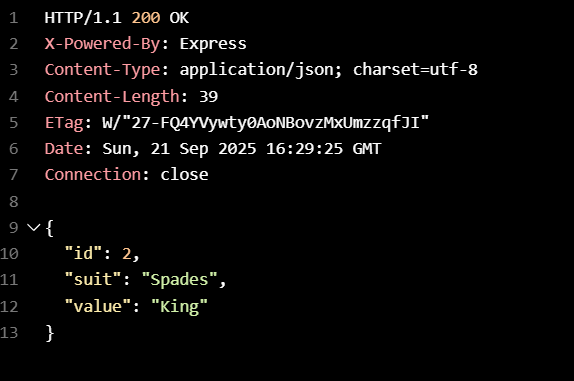 1 HTTP/1.1 200 OK
2 X-Powered-By: Express
3 Content-Type: application/json; charset=utf-8
4 Content-Length: 39
5 ETag: W/"27-FQ4YVywty0AoNBovzMxUmzzqfJI"
6 Date: Sun, 21 Sep 2025 16:29:25 GMT
7 Connection: close
8
9 {
10 "id": 2,
11 "suit": "Spades",
12 "value": "King"
13 }